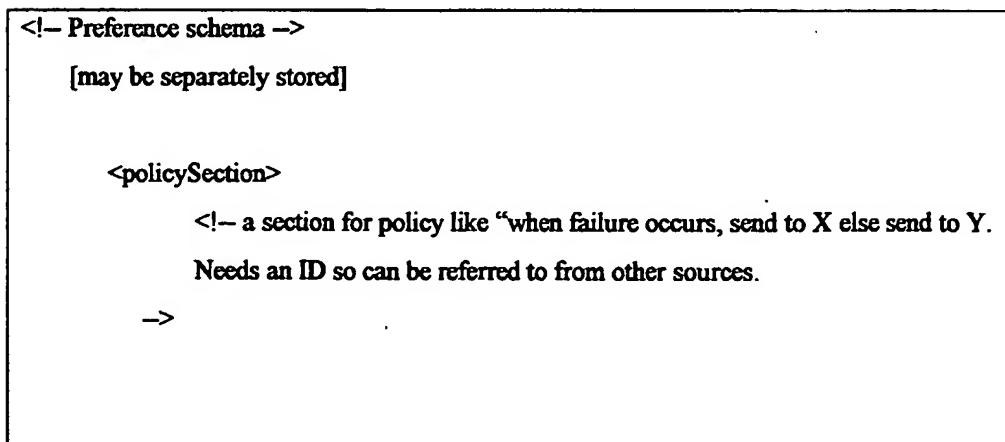 <!– Preference schema –>
[may be separately stored]
<policySection>
<!– a section for policy like “when failure occurs, send to X else send to Y.
Needs an ID so can be referred to from other sources.
–>